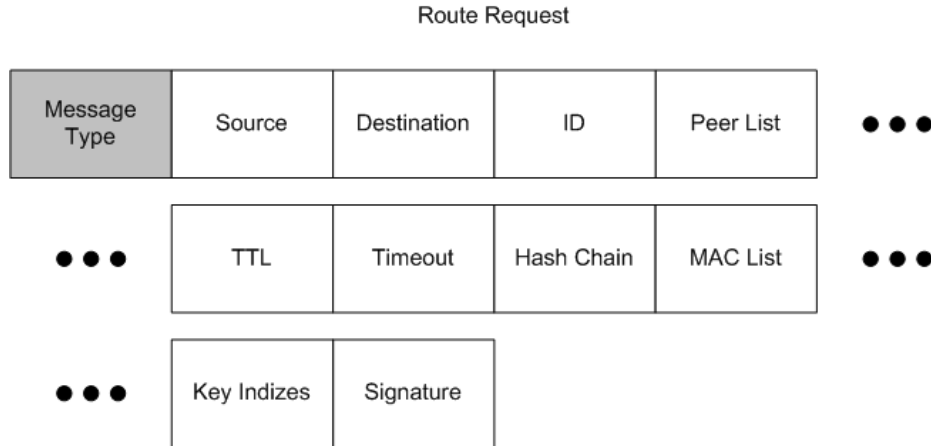 Route Request
Message
Type
Source
Destination
ID
Peer List
TTL
Timeout
Hash Chain
MAC List
Key Indizes
Signature